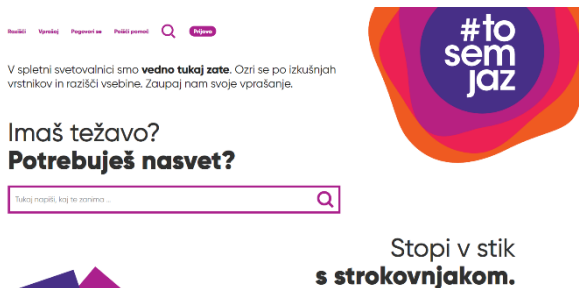 Razišči Vprašaj Pogovori se Poišči pomoč Prijava
#to
sem
jaz
V spletni svetovalnici smo vedno tukaj zate. Ozri se po izkušnjah
vrstnikov in razišči vsebine. Zaupaj nam svoje vprašanje.
Imaš težavo?
Potrebuješ nasvet?
Tukaj napiši, kaj te zanima ...
Stopi v stik
s strokovnjakom.